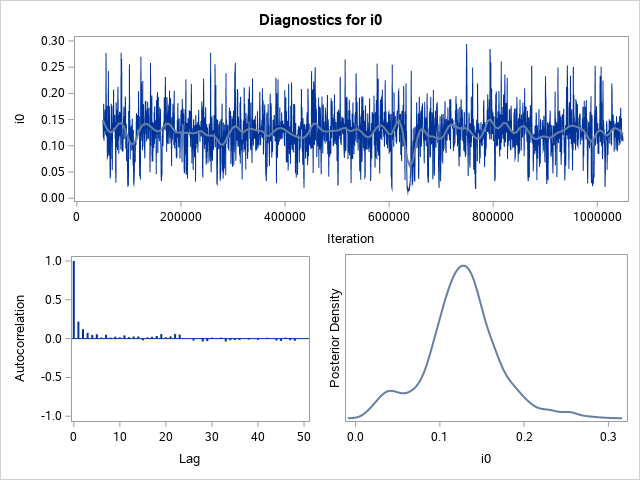 Diagnostics for i0
0.30
0.25
0.20
0.15
0.10
0.05
0.00
i0
0 200000 400000 600000 800000 1000000
Iteration
1.0
0.5
0.0
-0.5
-1.0
Autocorrelation
0 10 20 30 40 50
Lag
Posterior Density
0.0 0.1 0.2 0.3
i0